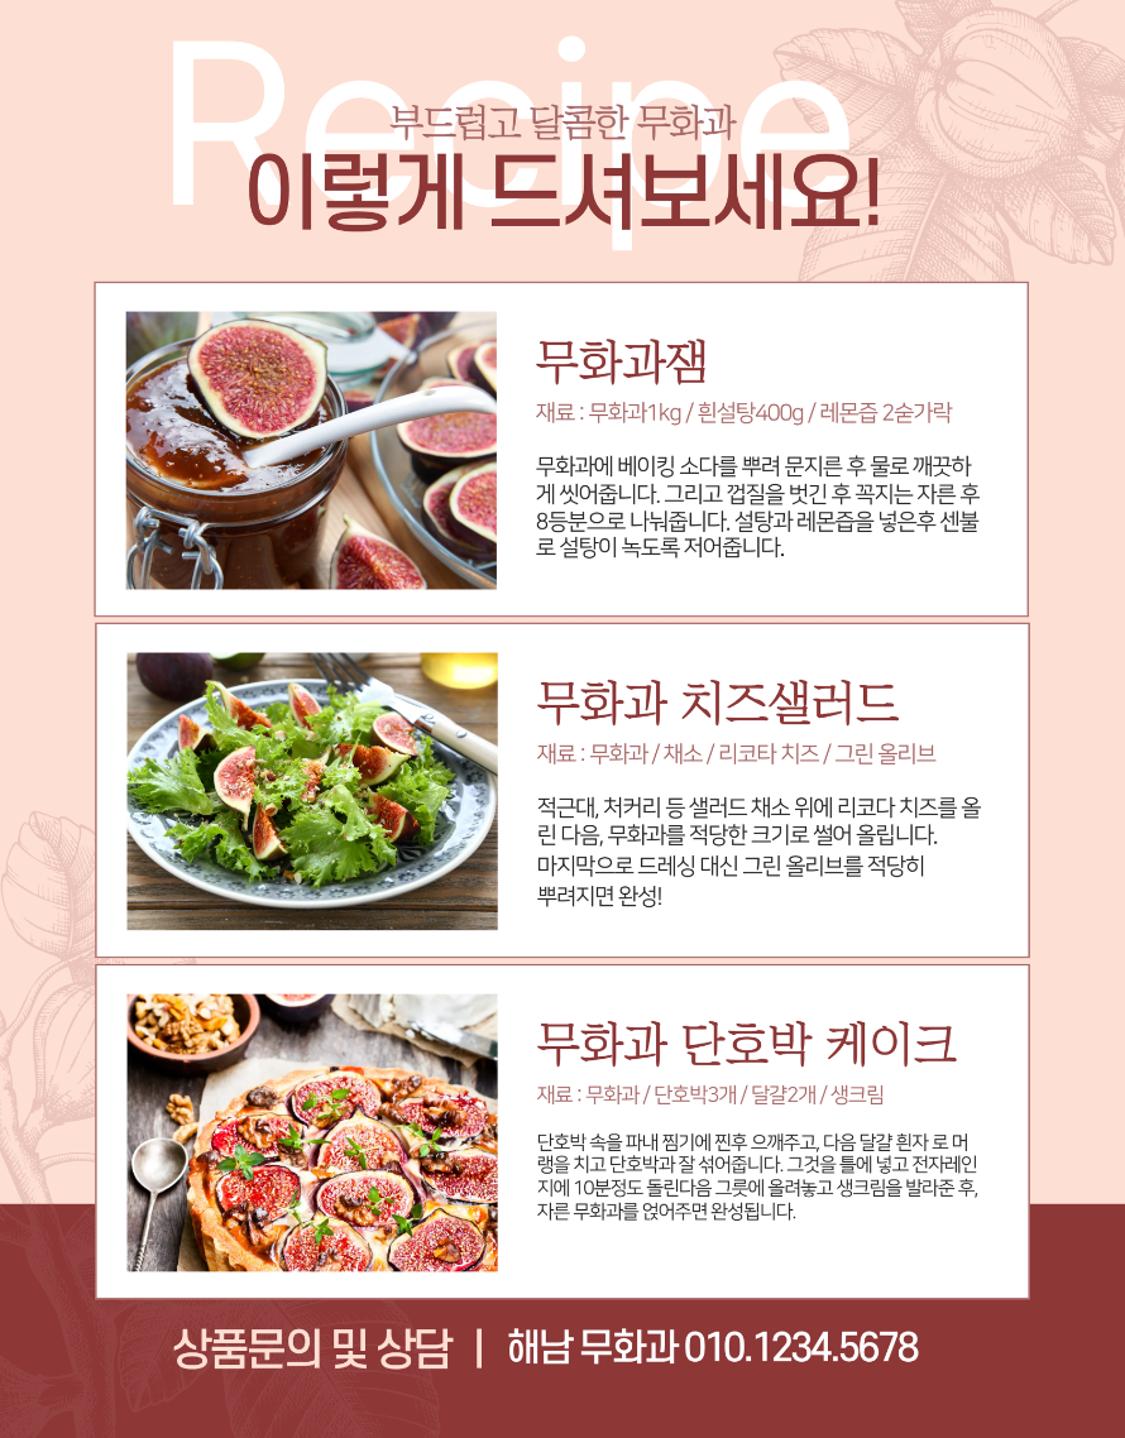 Recipe
부드럽고 달콤한 무화과
이렇게 드셔보세요!
무화과잼
재료 : 무화과1kg / 흰설탕400g / 레몬즙 2숟가락
무화과에 베이킹 소다를 뿌려 문지른 후 물로 깨끗하
게 씻어줍니다. 그리고 껍질을 벗긴 후 꼭지는 자른 후
8등분으로 나눠줍니다. 설탕과 레몬즙을 넣은후 센불
로 설탕이 녹도록 저어줍니다.
무화과 치즈샐러드
재료 : 무화과 / 채소 / 리코타 치즈 / 그린 올리브
적근대, 처커리 등 샐러드 채소 위에 리코다 치즈를 올
린 다음, 무화과를 적당한 크기로 썰어 올립니다.
마지막으로 드레싱 대신 그린 올리브를 적당히
뿌려지면 완성!
무화과 단호박 케이크
재료 : 무화과 / 단호박3개 / 달걀2개 / 생크림
단호박 속을 파내 찜기에 찐후 으깨주고, 다음 달걀 흰자 로 머
랭을 치고 단호박과 잘 섞어줍니다. 그것을 틀에 넣고 전자레인
지에 10분정도 돌린다음 그릇에 올려놓고 생크림을 발라준 후,
자른 무화과를 얹어주면 완성됩니다.
상품문의 및 상담 | 해남 무화과 010.1234.5678